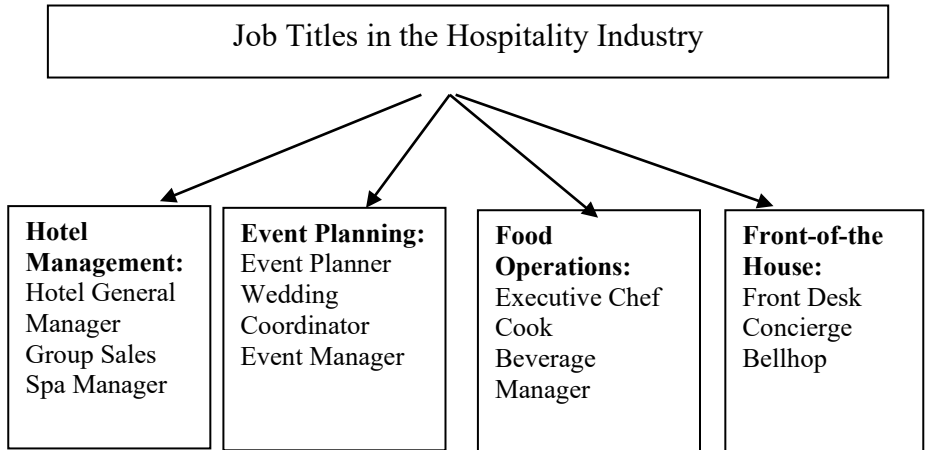 Job Titles in the Hospitality Industry
Hotel
Management:
Hotel General
Manager
Group Sales
Spa Manager
Event Planning:
Event Planner
Wedding
Coordinator
Event Manager
Food
Operations:
Executive Chef
Cook
Beverage
Manager
Front-of-the
House:
Front Desk
Concierge
Bellhop